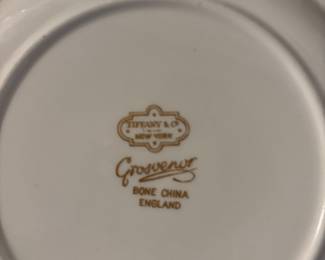 TIFFANY & CO
NEW YORK
Grosvenor
BONE CHINA
ENGLAND